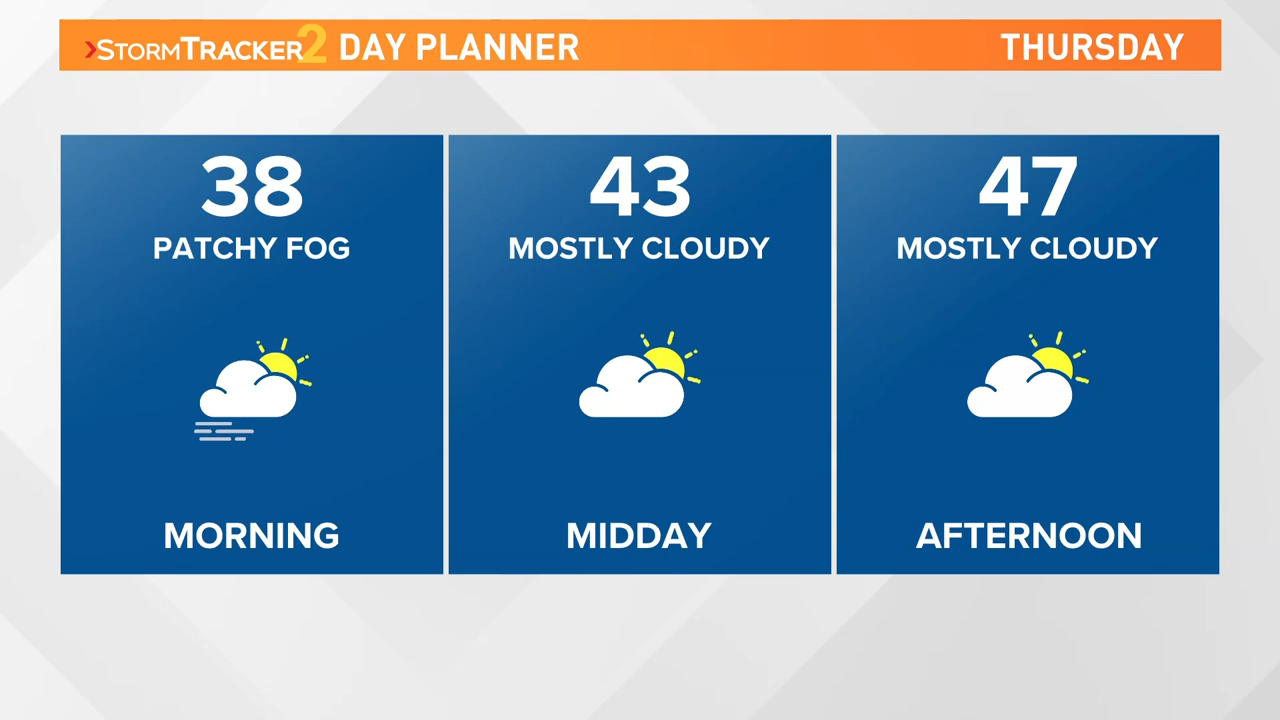 STORMTRACKER2 DAY PLANNER THURSDAY
38
PATCHY FOG
MORNING
43
MOSTLY CLOUDY
MIDDAY
47
MOSTLY CLOUDY
AFTERNOON